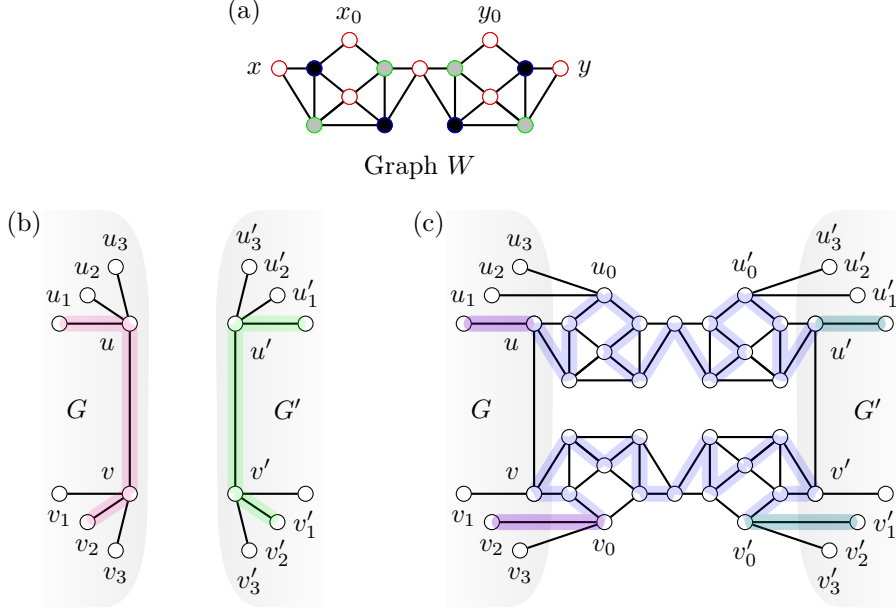 (a)
x₀ y₀
x y
Graph W
(b) (c)
u₃ u′₃ u₃ u′₃
u₂ u′₂ u₂ u₀ u′₀ u′₂
u₁ u′₁ u₁ u′₁
u u′ u u′
G G′ G G′
v v′ v v′
v₁ v′₁ v₁ v′₁
v₂ v′₂ v₂ v₀ v′₀ v′₂
v₃ v′₃ v₃ v′₃